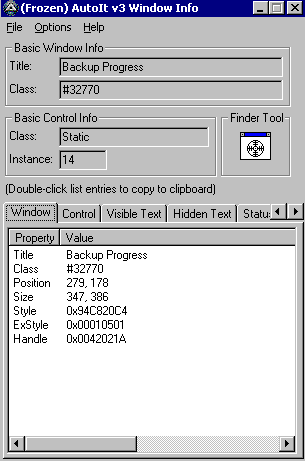 (Frozen) AutoIt v3 Window Info
File Options Help
Basic Window Info
Title: Backup Progress
Class: #32770
Basic Control Info
Class: Static
Instance: 14
Finder Tool
(Double-click list entries to copy to clipboard)
Window Control Visible Text Hidden Text Statu
Property Value
Title Backup Progress
Class #32770
Position 279, 178
Size 347, 386
Style 0x94C820C4
ExStyle 0x00010501
Handle 0x0042021A